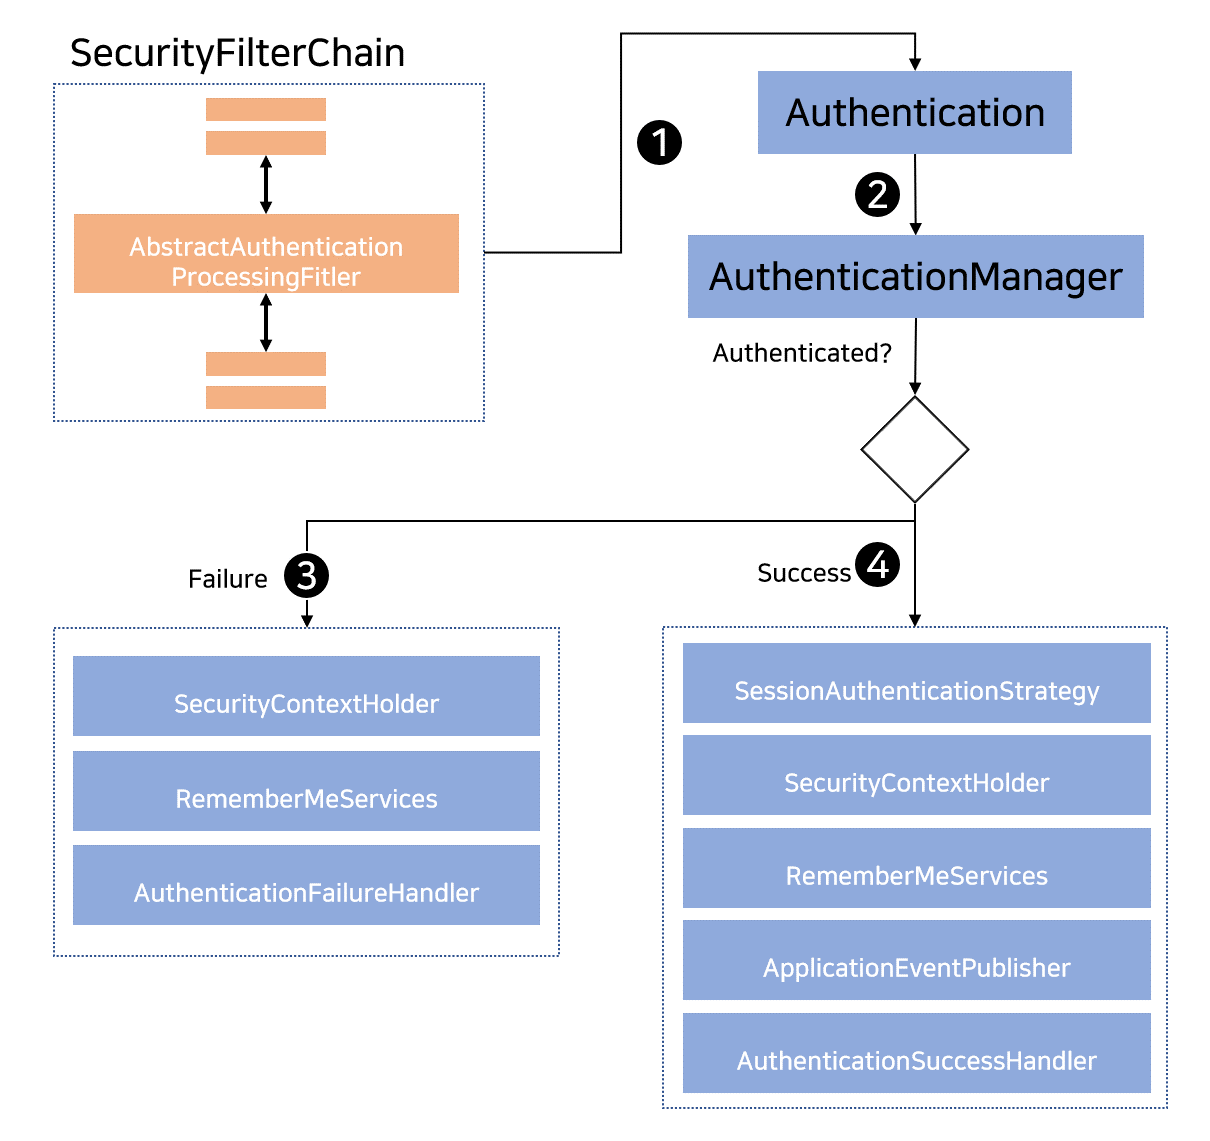 SecurityFilterChain
AbstractAuthentication
ProcessingFitler
1
Authentication
2
AuthenticationManager
Authenticated?
Failure
3
Success
4
SecurityContextHolder
RememberMeServices
AuthenticationFailureHandler
SessionAuthenticationStrategy
SecurityContextHolder
RememberMeServices
ApplicationEventPublisher
AuthenticationSuccessHandler